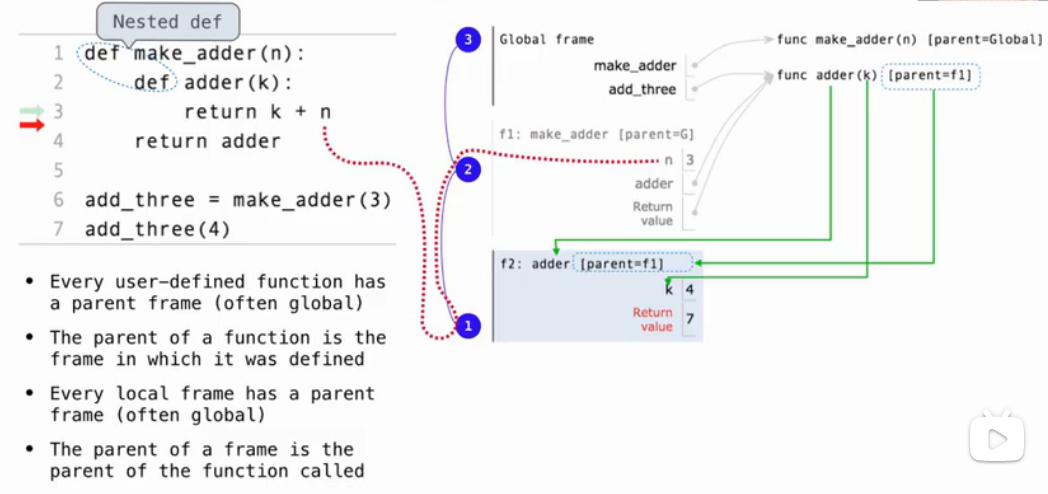 Nested def
1 def make_adder(n):
2     def adder(k):
3         return k + n
4     return adder
5
6 add_three = make_adder(3)
7 add_three(4)
• Every user-defined function has
a parent frame (often global)
• The parent of a function is the
frame in which it was defined
• Every local frame has a parent
frame (often global)
• The parent of a frame is the
parent of the function called
3
Global frame
make_adder
add_three
func make_adder(n) [parent=Global]
func adder(k) [parent=f1]
2
f1: make_adder [parent=G]
n 3
adder
Return
value
1
f2: adder [parent=f1]
k 4
Return
value 7